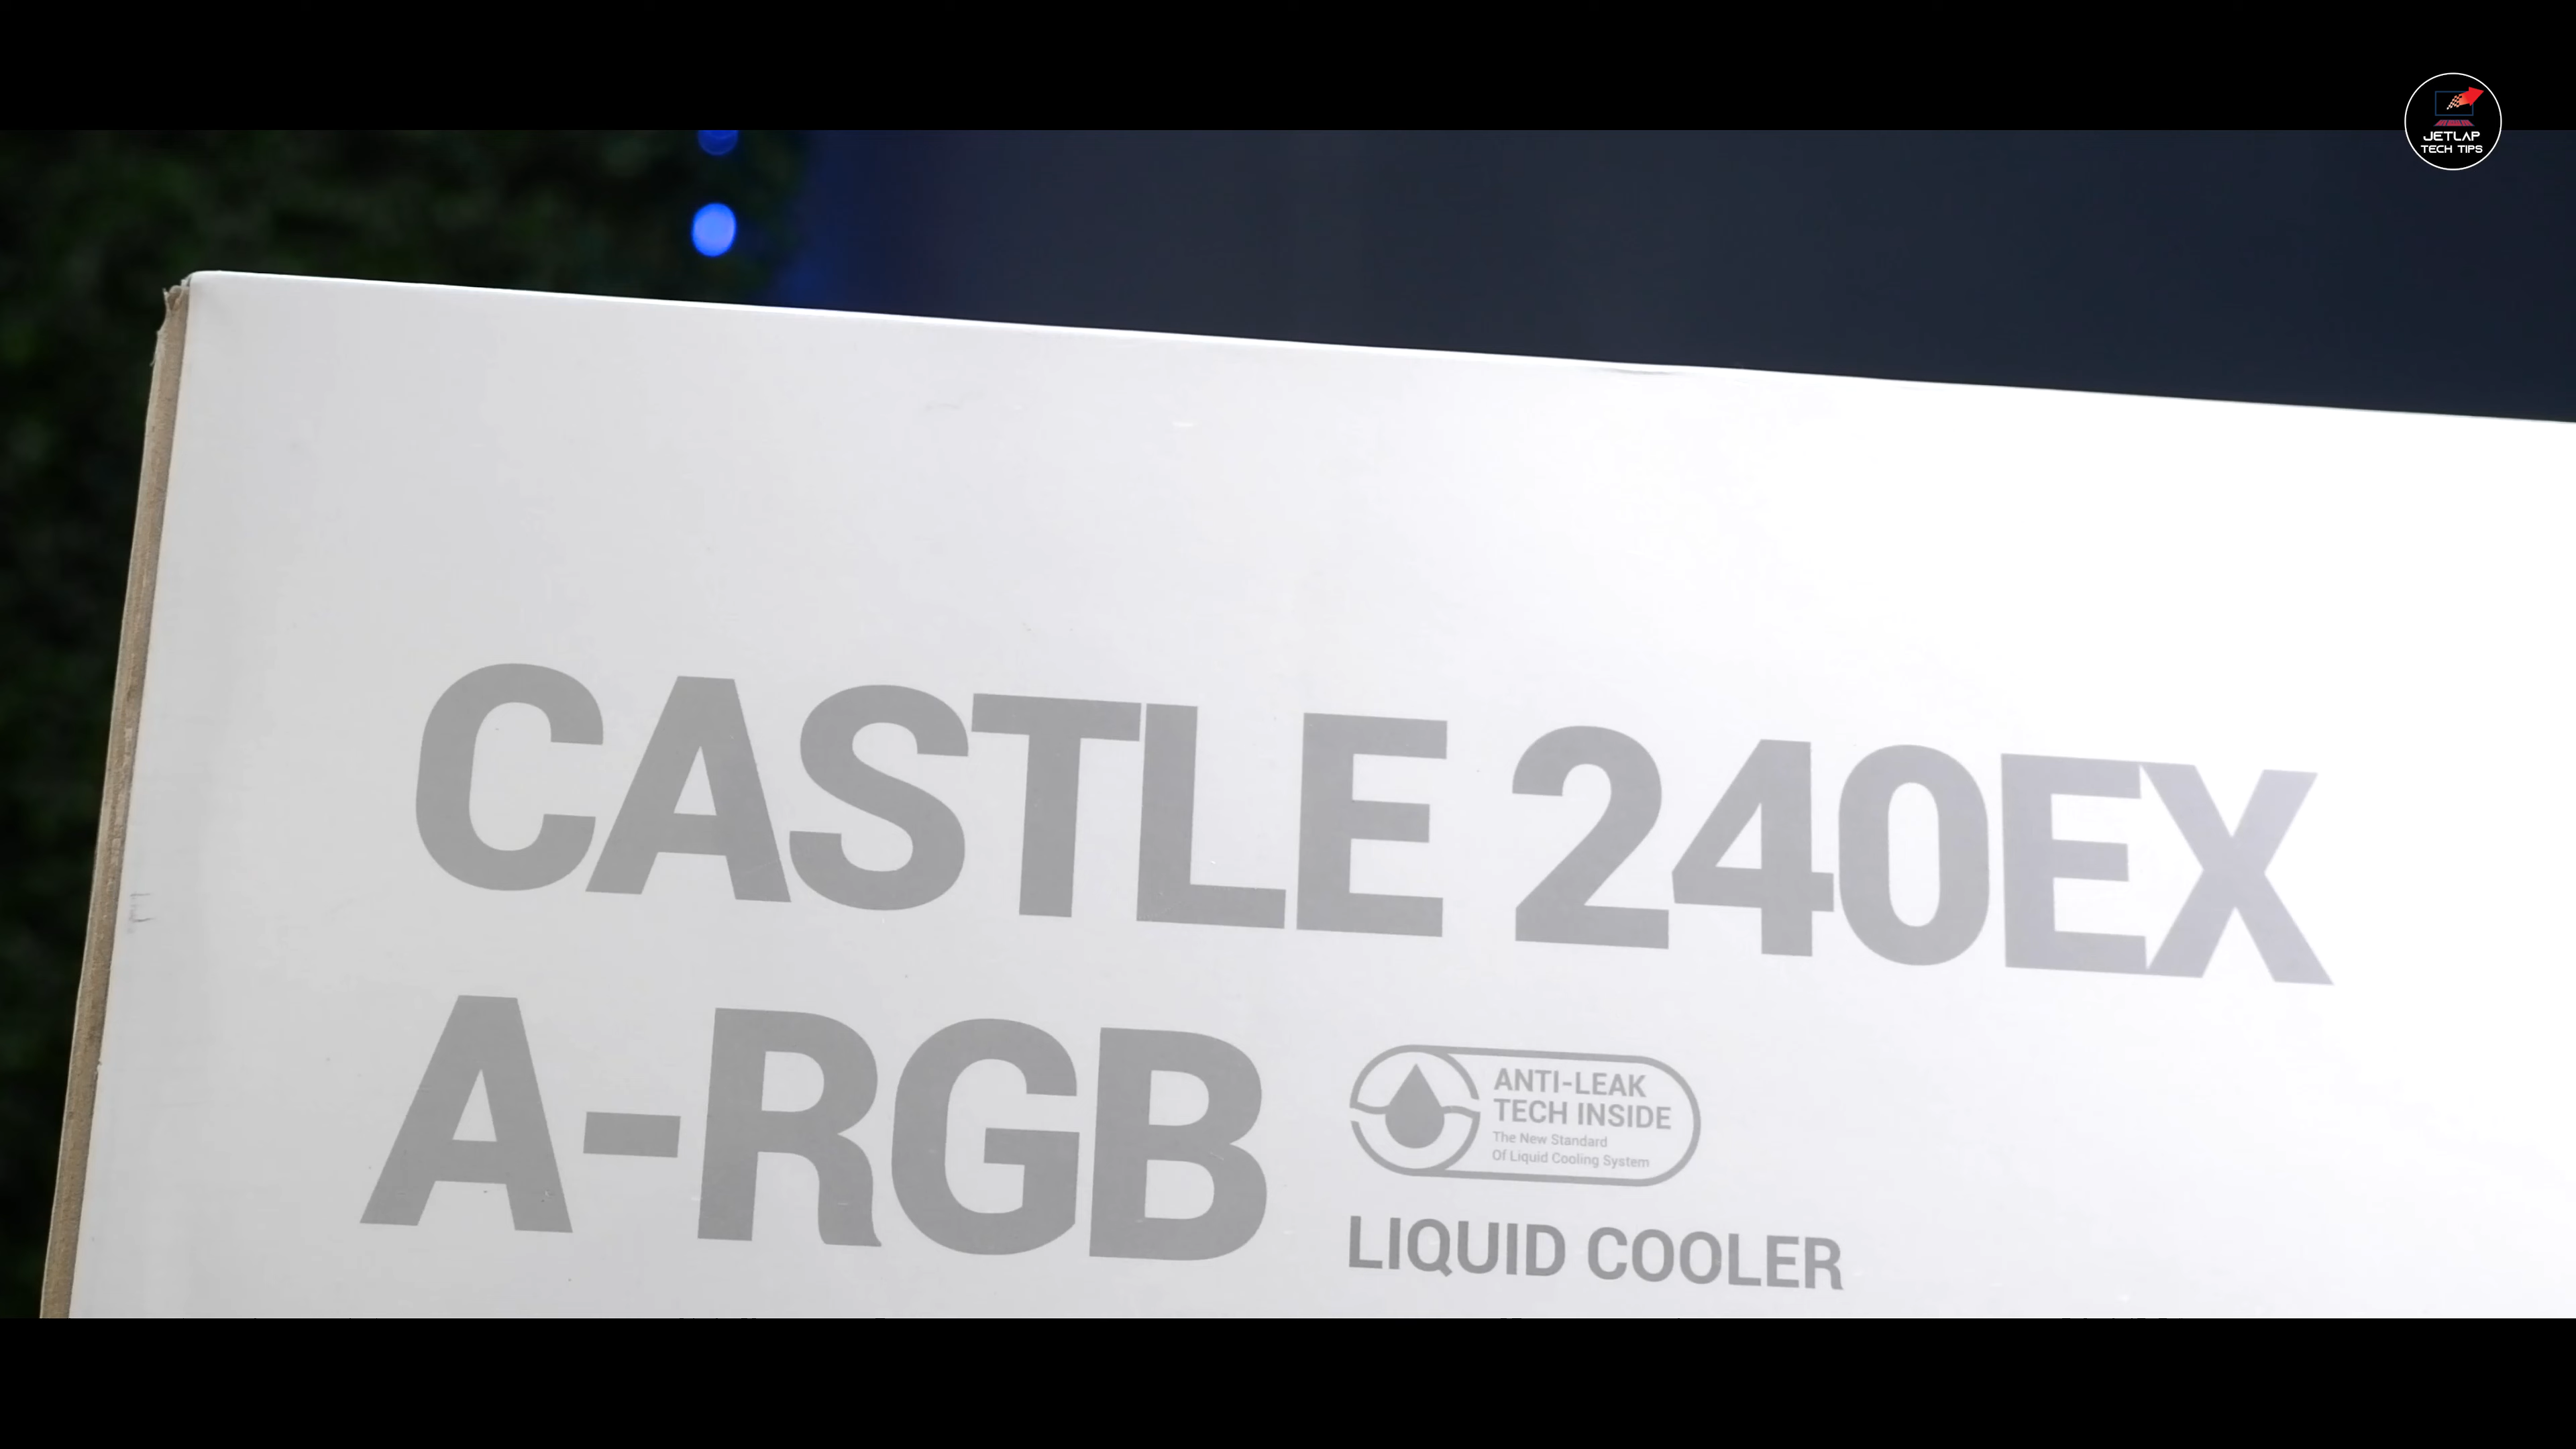 JETLAP
TECH TIPS
CASTLE 240EX
A-RGB
ANTI-LEAK
TECH INSIDE
The New Standard
Of Liquid Cooling System
LIQUID COOLER